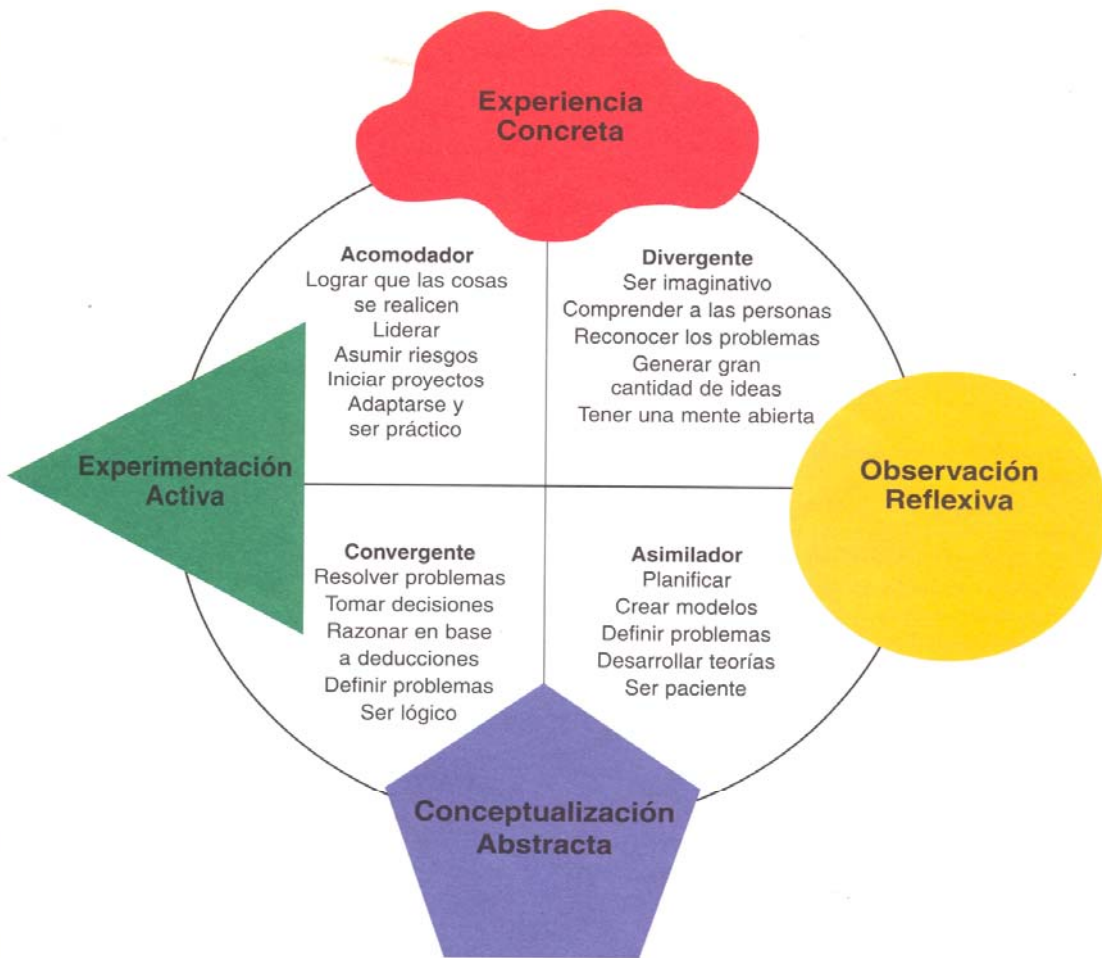 Experiencia
Concreta
Acomodador
Lograr que las cosas
se realicen
Liderar
Asumir riesgos
Iniciar proyectos
Adaptarse y
ser práctico
Divergente
Ser imaginativo
Comprender a las personas
Reconocer los problemas
Generar gran
cantidad de ideas
Tener una mente abierta
Experimentación
Activa
Observación
Reflexiva
Convergente
Resolver problemas
Tomar decisiones
Razonar en base
a deducciones
Definir problemas
Ser lógico
Asimilador
Planificar
Crear modelos
Definir problemas
Desarrollar teorías
Ser paciente
Conceptualización
Abstracta